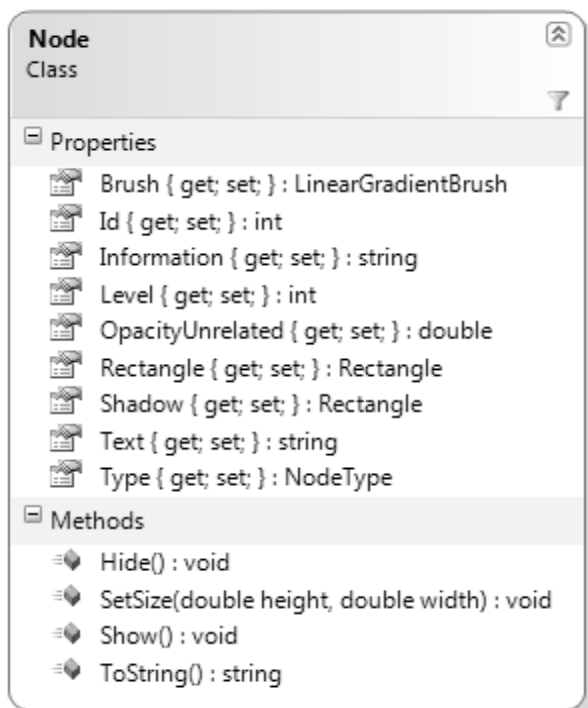 Node
Class
Properties
Brush { get; set; } : LinearGradientBrush
Id { get; set; } : int
Information { get; set; } : string
Level { get; set; } : int
OpacityUnrelated { get; set; } : double
Rectangle { get; set; } : Rectangle
Shadow { get; set; } : Rectangle
Text { get; set; } : string
Type { get; set; } : NodeType
Methods
Hide() : void
SetSize(double height, double width) : void
Show() : void
ToString() : string